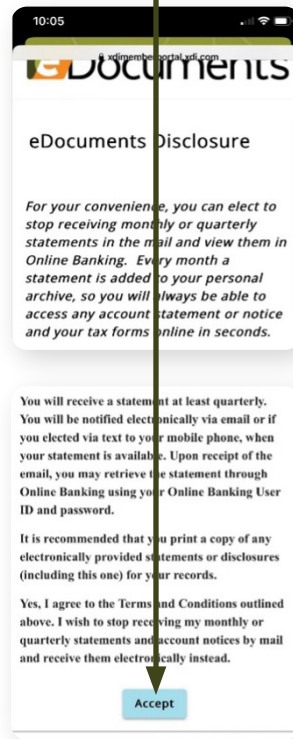 10:05
xdimemberportal.xdi.com
eDocuments
eDocuments Disclosure
For your convenience, you can elect to
stop receiving monthly or quarterly
statements in the mail and view them in
Online Banking. Every month a
statement is added to your personal
archive, so you will always be able to
access any account statement or notice
and your tax forms online in seconds.
You will receive a statement at least quarterly.
You will be notified electronically via email or if
you elected via text to your mobile phone, when
your statement is available. Upon receipt of the
email, you may retrieve the statement through
Online Banking using your Online Banking User
ID and password.
It is recommended that you print a copy of any
electronically provided statements or disclosures
(including this one) for your records.
Yes, I agree to the Terms and Conditions outlined
above. I wish to stop receiving my monthly or
quarterly statements and account notices by mail
and receive them electronically instead.
Accept